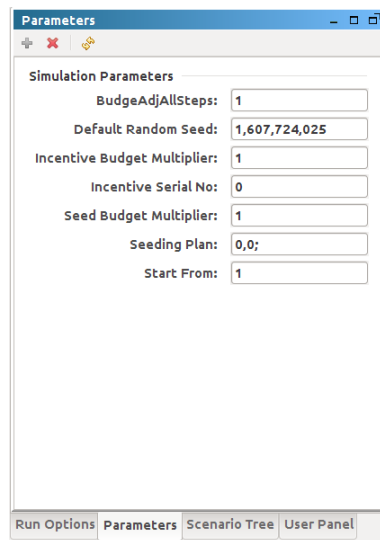 Parameters
Simulation Parameters
BudgeAdjAllSteps: 1
Default Random Seed: 1,607,724,025
Incentive Budget Multiplier: 1
Incentive Serial No: 0
Seed Budget Multiplier: 1
Seeding Plan: 0,0;
Start From: 1
Run Options Parameters Scenario Tree User Panel